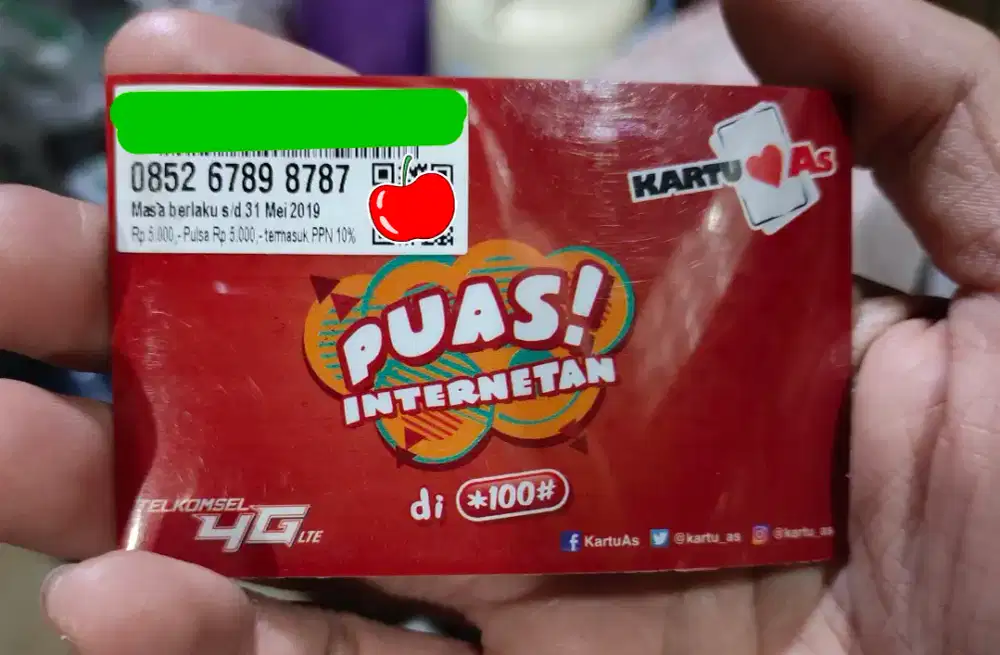 0852 6789 8787
Masa berlaku s/d 31 Mei 2019
Rp 5.000,- Pulsa Rp 5.000,- termasuk PPN 10%
KARTU As
PUAS!
INTERNETAN
di *100#
TELKOMSEL
4G LTE
KartuAs @kartu_as @kartu_as